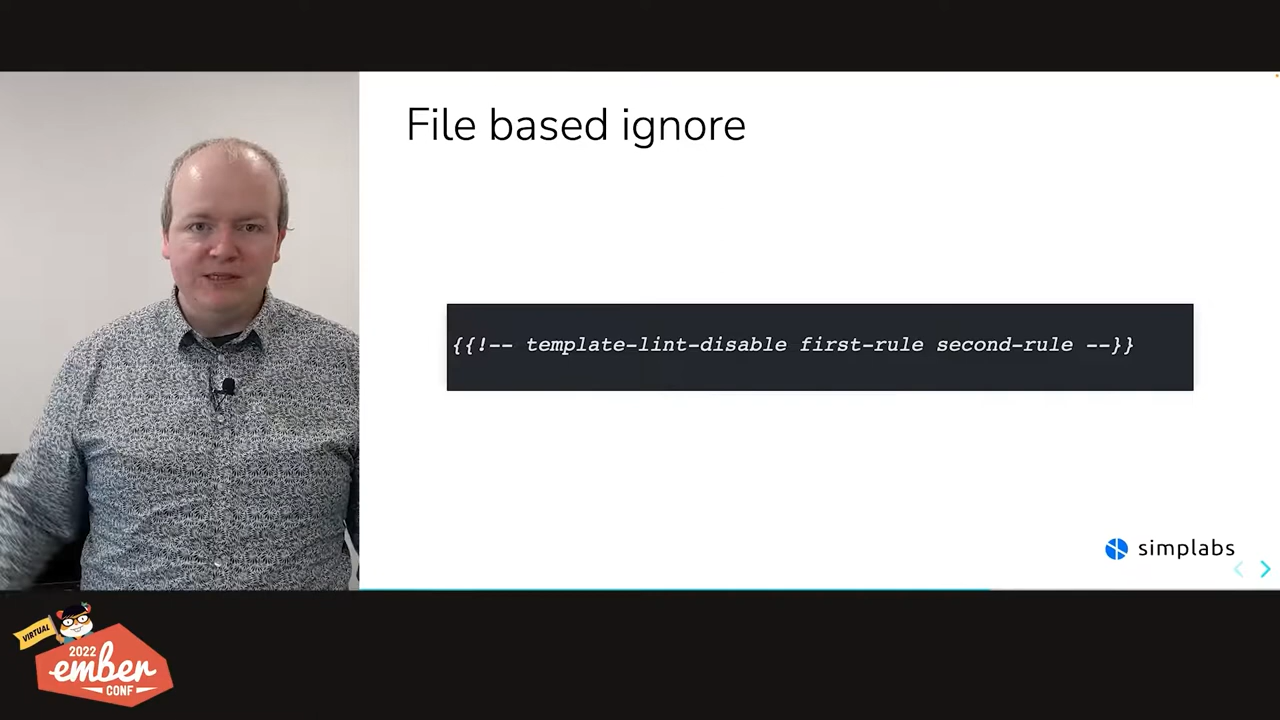 File based ignore
{{!-- template-lint-disable first-rule second-rule --}}
simplabs
VIRTUAL
2022
ember
CONF